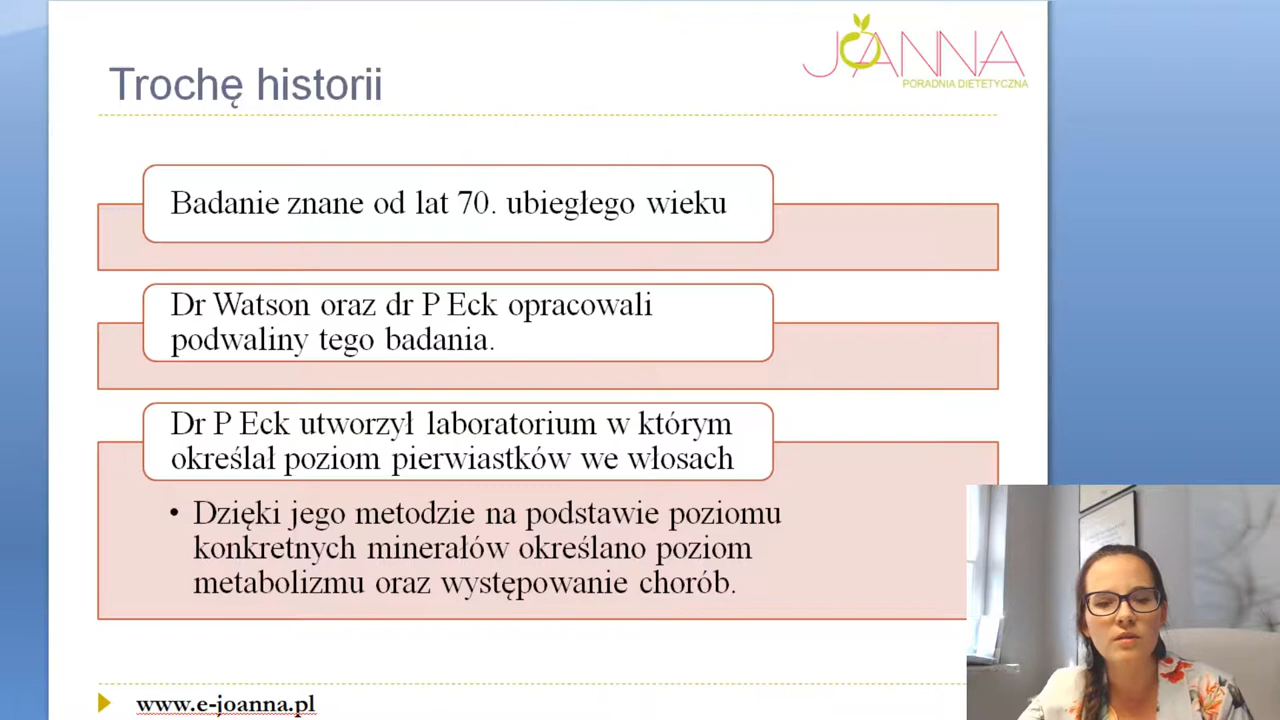 JOANNA
PORADNIA DIETETYCZNA
Trochę historii
Badanie znane od lat 70. ubiegłego wieku
Dr Watson oraz dr P Eck opracowali
podwaliny tego badania.
Dr P Eck utworzył laboratorium w którym
określał poziom pierwiastków we włosach
• Dzięki jego metodzie na podstawie poziomu
konkretnych minerałów określano poziom
metabolizmu oraz występowanie chorób.
www.e-joanna.pl